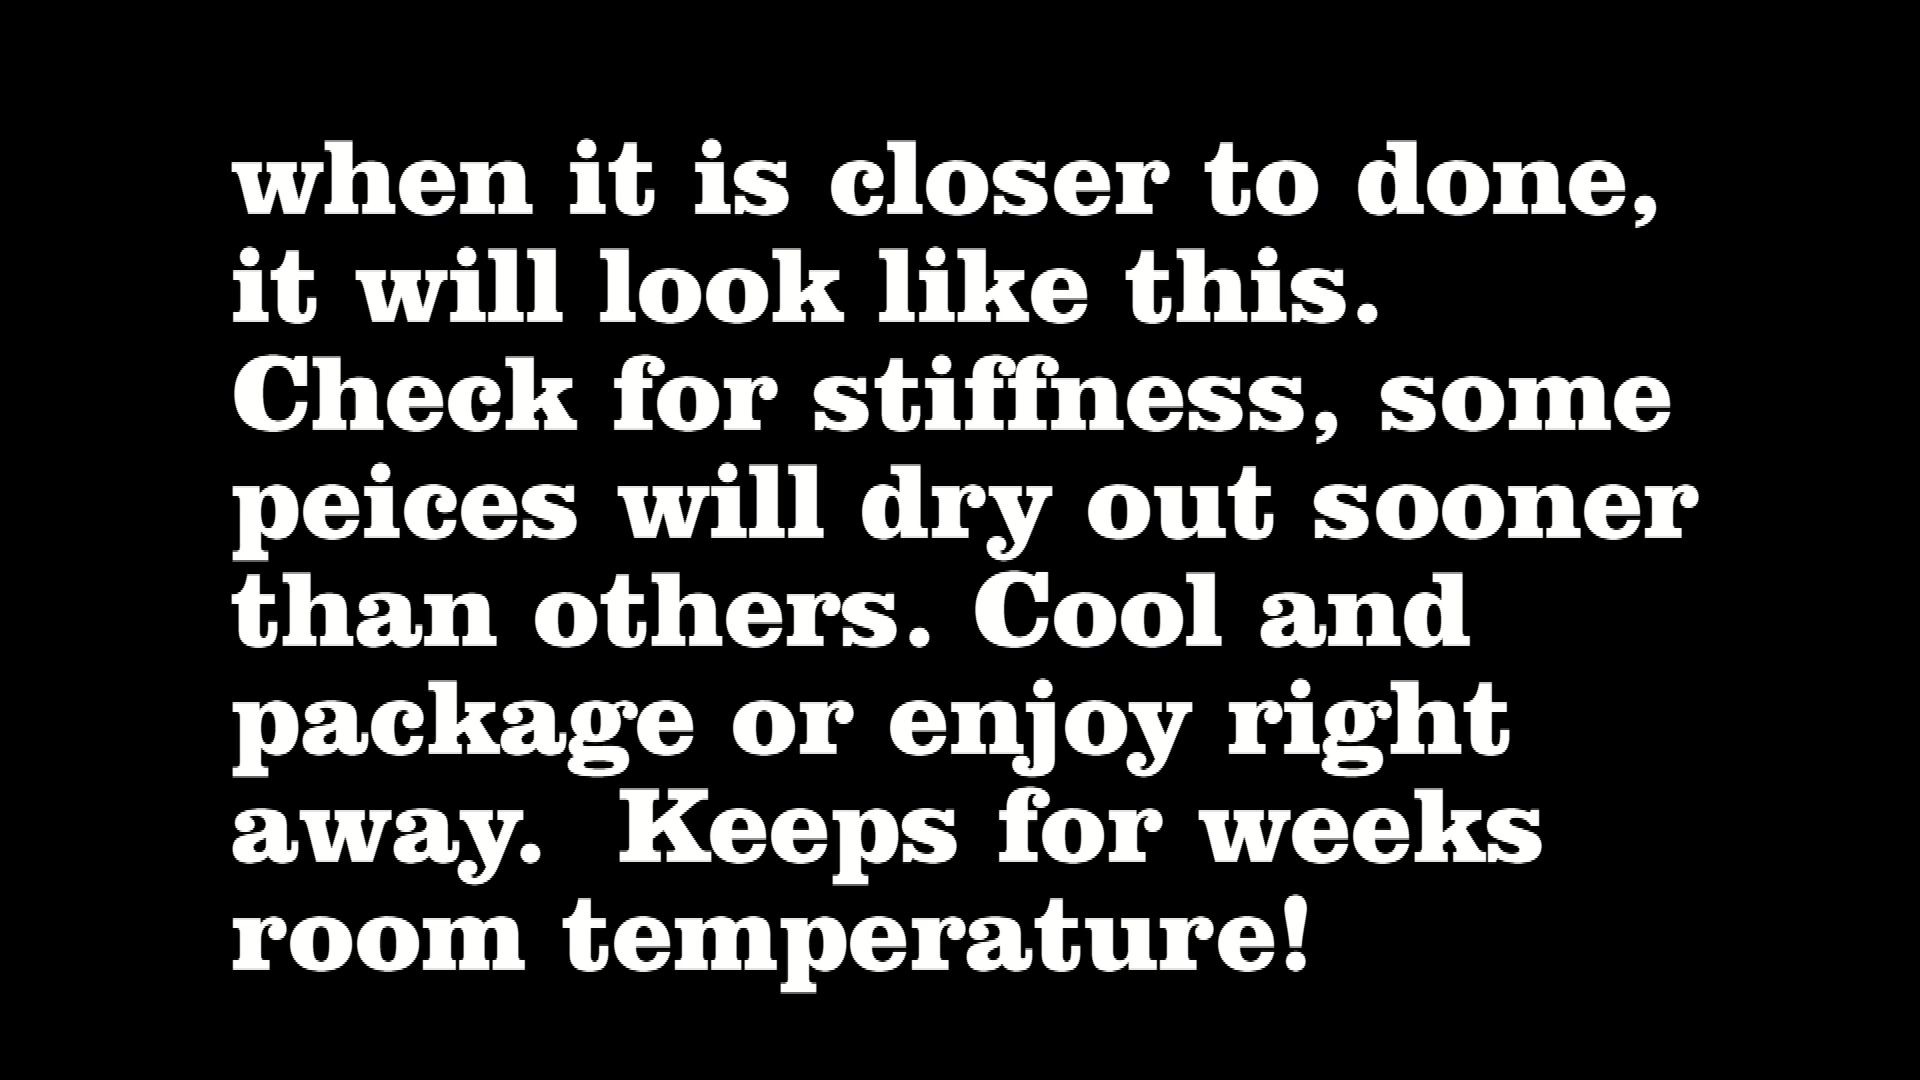 when it is closer to done,
it will look like this.
Check for stiffness, some
peices will dry out sooner
than others. Cool and
package or enjoy right
away.  Keeps for weeks
room temperature!